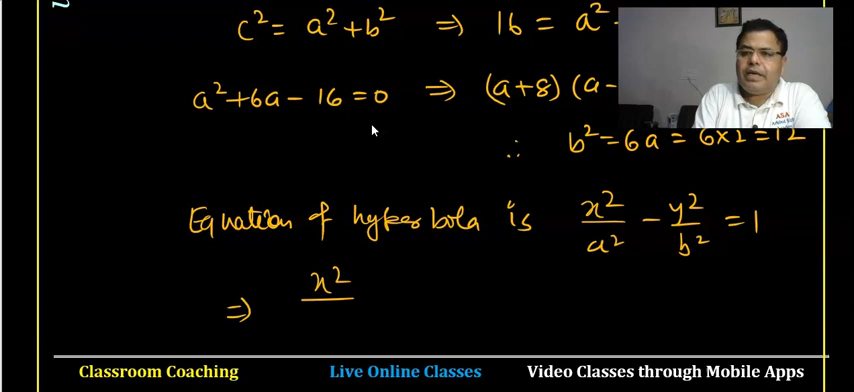 c² = a² + b² ⇒ 16 = a²
a² + 6a − 16 = 0 ⇒ (a+8) (a−
∴ b² = 6a = 6×2 = 12
Equation of hyperbola is x²/a² − y²/b² = 1
⇒ x²
ASA
Classroom Coaching Live Online Classes Video Classes through Mobile Apps